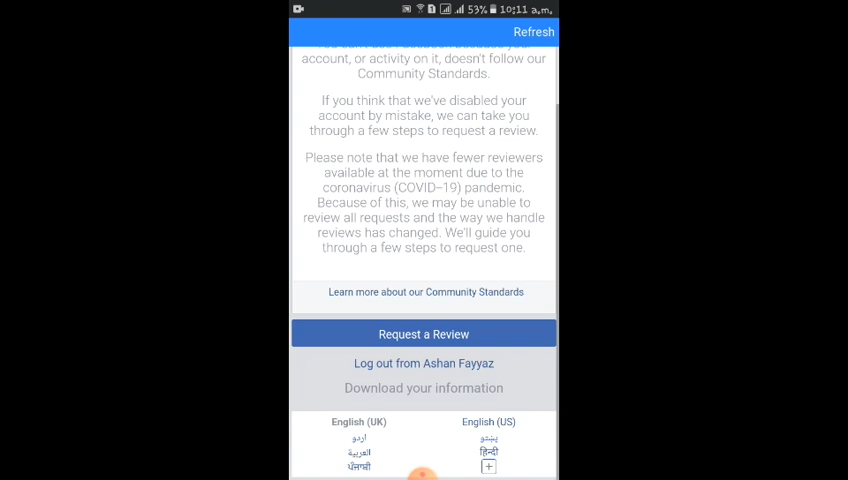 53% 10:11 a.m.
Refresh
account, or activity on it, doesn't follow our
Community Standards.
If you think that we've disabled your
account by mistake, we can take you
through a few steps to request a review.
Please note that we have fewer reviewers
available at the moment due to the
coronavirus (COVID-19) pandemic.
Because of this, we may be unable to
review all requests and the way we handle
reviews has changed. We'll guide you
through a few steps to request one.
Learn more about our Community Standards
Request a Review
Log out from Ashan Fayyaz
Download your information
English (UK) English (US)
اردو پښتو
العربية हिन्दी
ਪੰਜਾਬੀ +